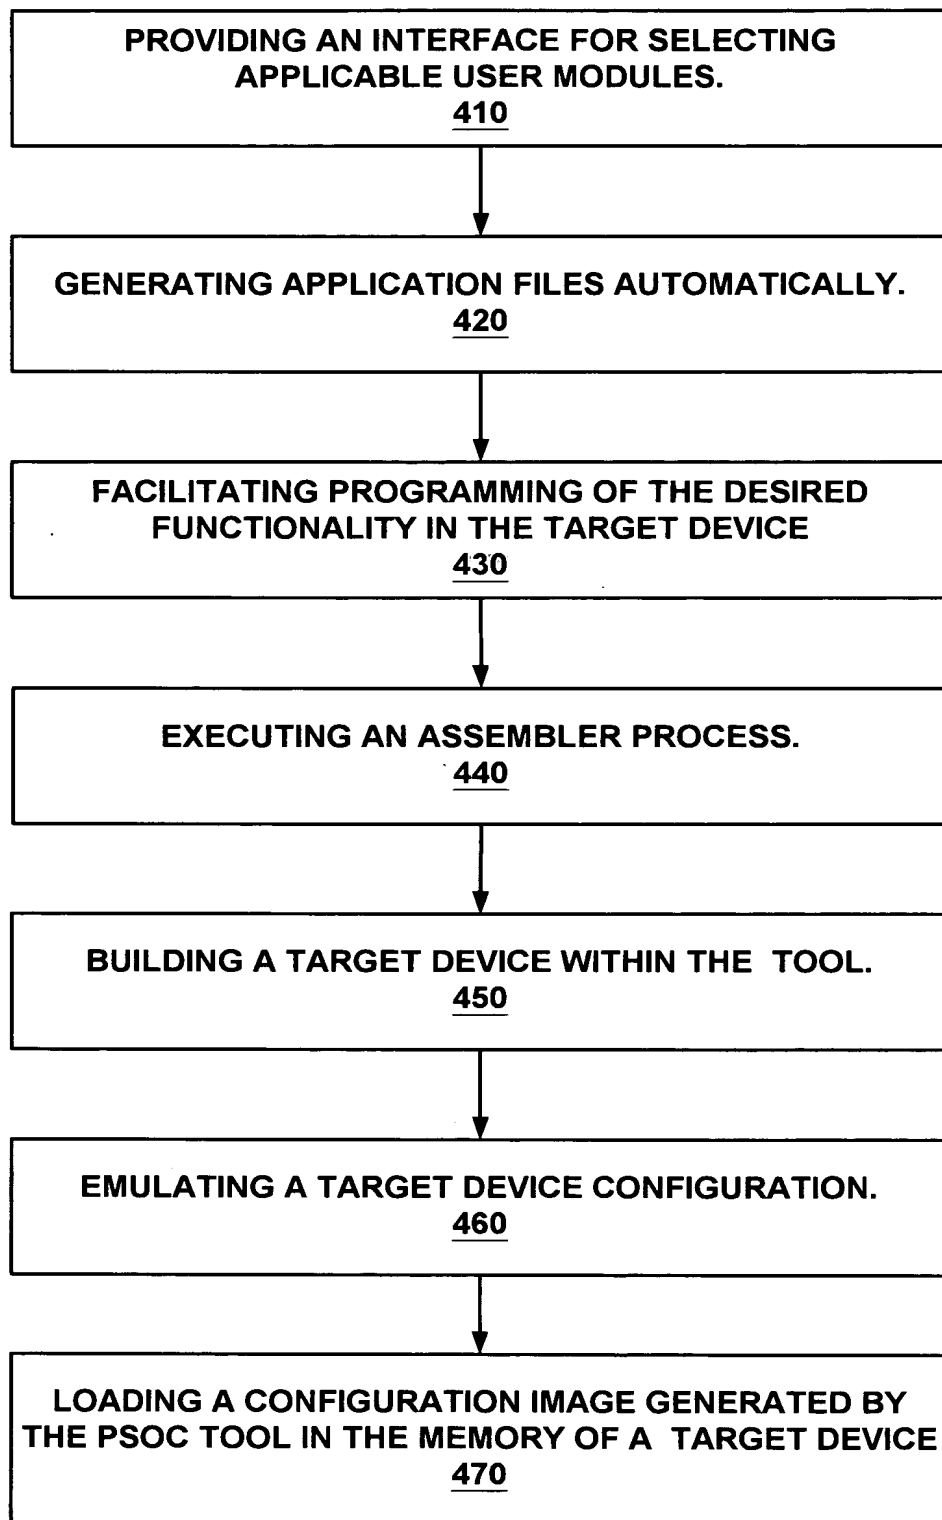 PROVIDING AN INTERFACE FOR SELECTING
APPLICABLE USER MODULES.
410
GENERATING APPLICATION FILES AUTOMATICALLY.
420
FACILITATING PROGRAMMING OF THE DESIRED
FUNCTIONALITY IN THE TARGET DEVICE
430
EXECUTING AN ASSEMBLER PROCESS.
440
BUILDING A TARGET DEVICE WITHIN THE TOOL.
450
EMULATING A TARGET DEVICE CONFIGURATION.
460
LOADING A CONFIGURATION IMAGE GENERATED BY
THE PSOC TOOL IN THE MEMORY OF A TARGET DEVICE
470